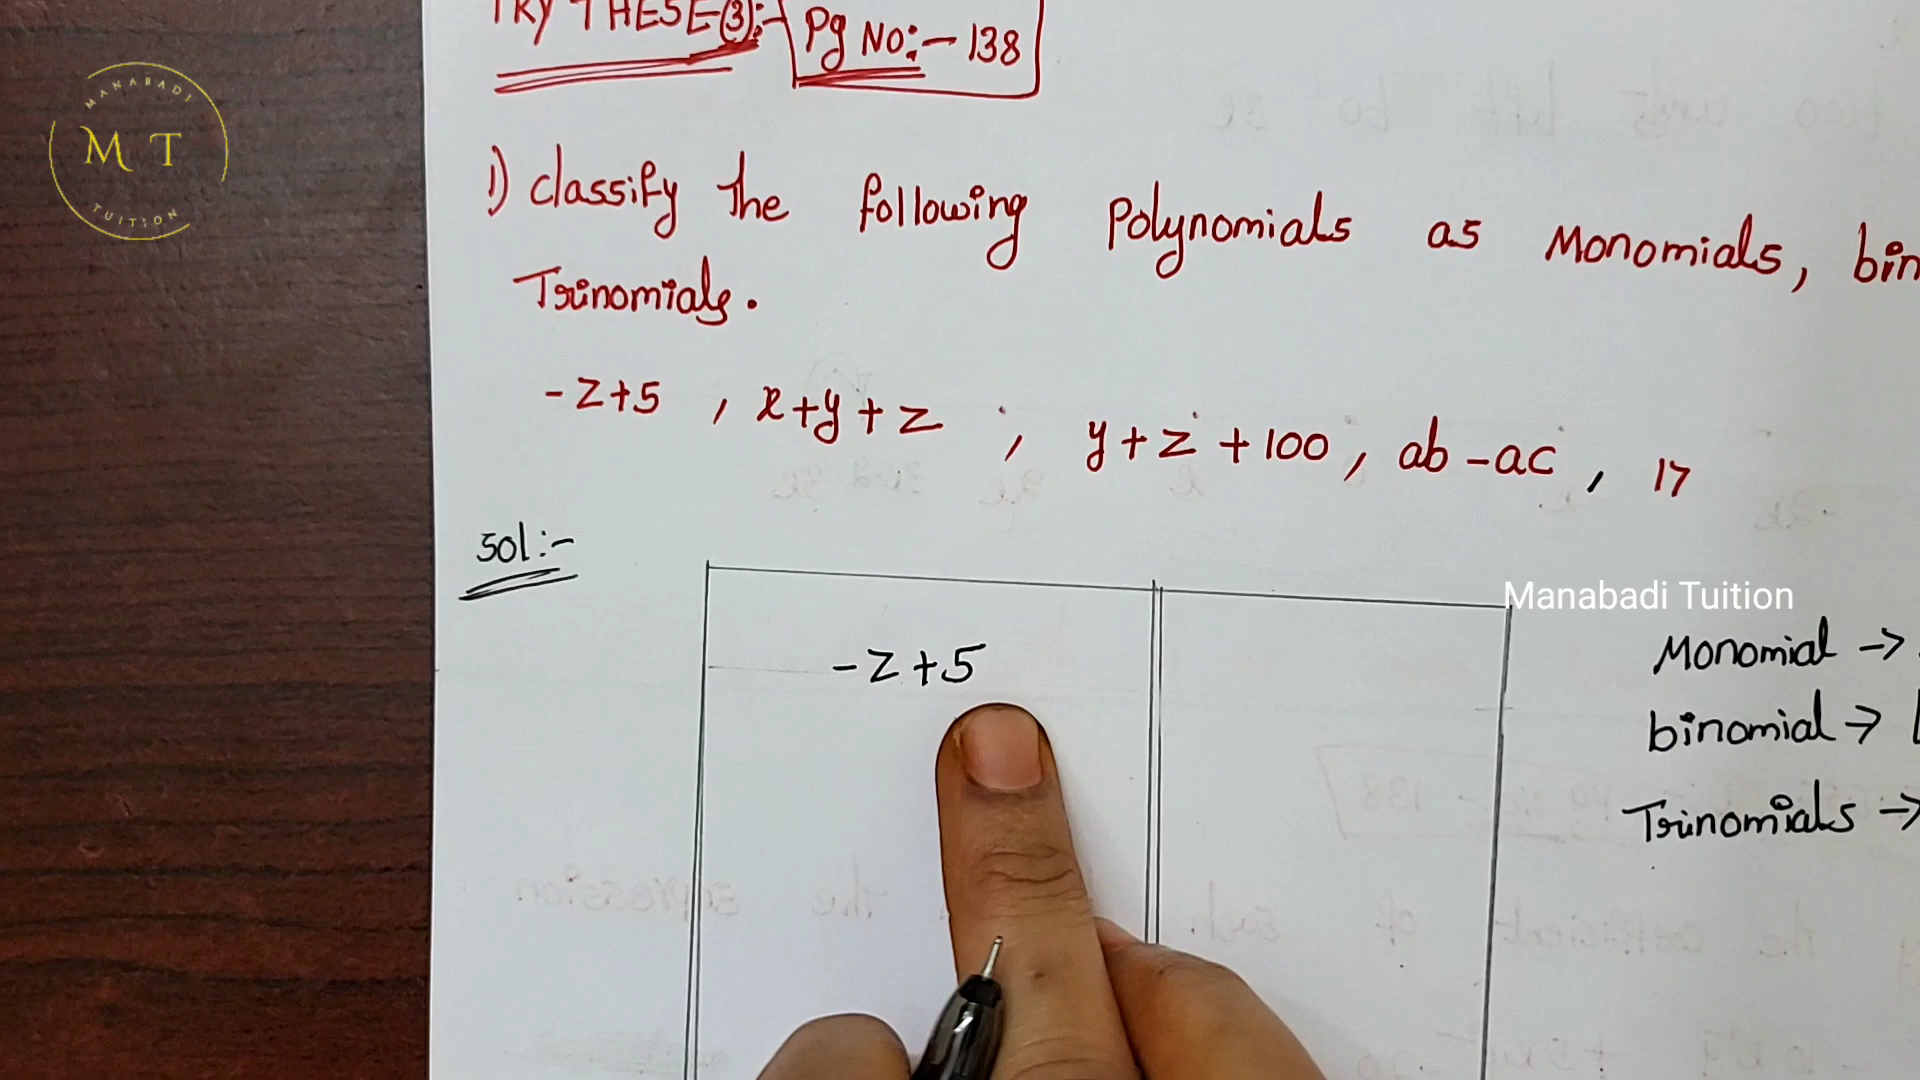 MANABADI
M T
TUITION
TRY THESE ③:-
Pg No:- 138
1) classify the following Polynomials as Monomials, bin
Trinomials.
-z+5 , x+y+z , y+z+100 , ab-ac , 17
Sol:-
-z+5
Manabadi Tuition
Monomial →
binomial →
Trinomials →